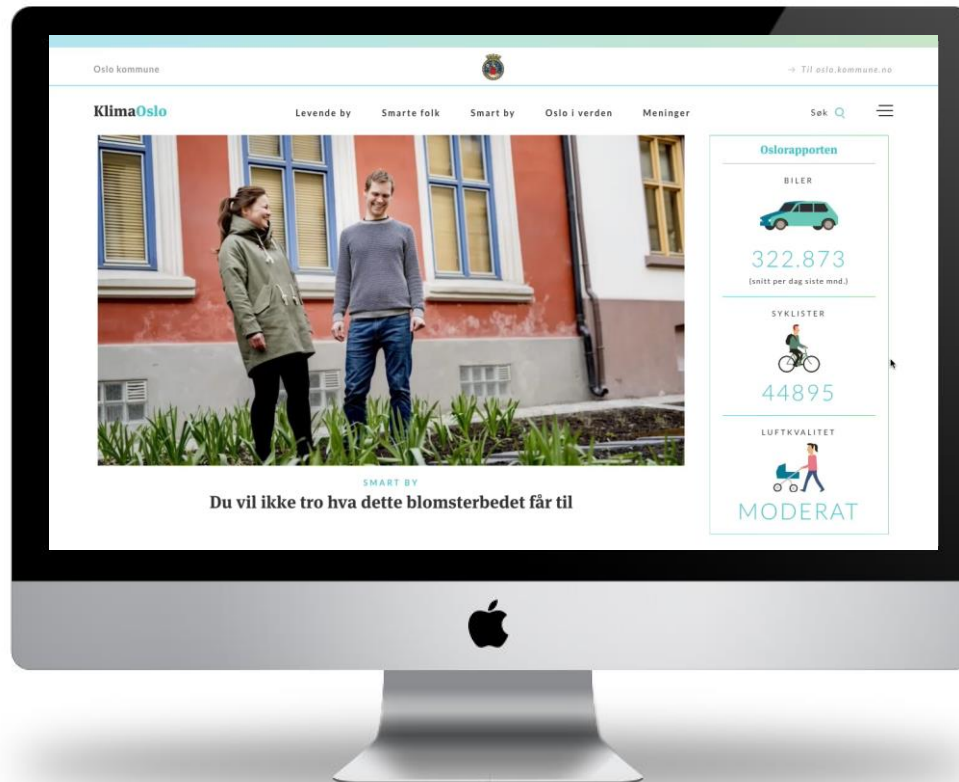 Oslo kommune
→ Til oslo.kommune.no
KlimaOslo
Levende by Smarte folk Smart by Oslo i verden Meninger
Søk
Oslorapporten
BILER
322.873
(snitt per dag siste mnd.)
SYKLISTER
44895
LUFTKVALITET
MODERAT
SMART BY
Du vil ikke tro hva dette blomsterbedet får til